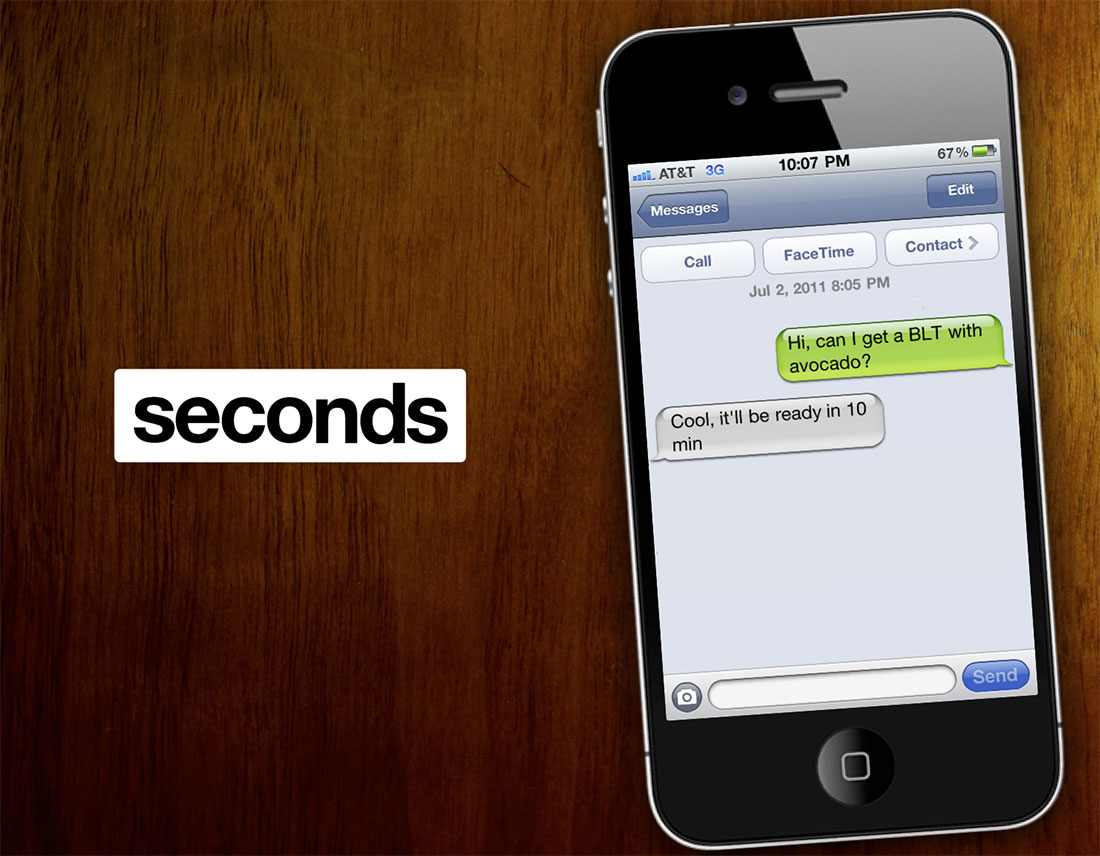 seconds
AT&T 3G 10:07 PM 67%
Messages
Edit
Call
FaceTime
Contact
Jul 2, 2011 8:05 PM
Hi, can I get a BLT with
avocado?
Cool, it'll be ready in 10
min
Send